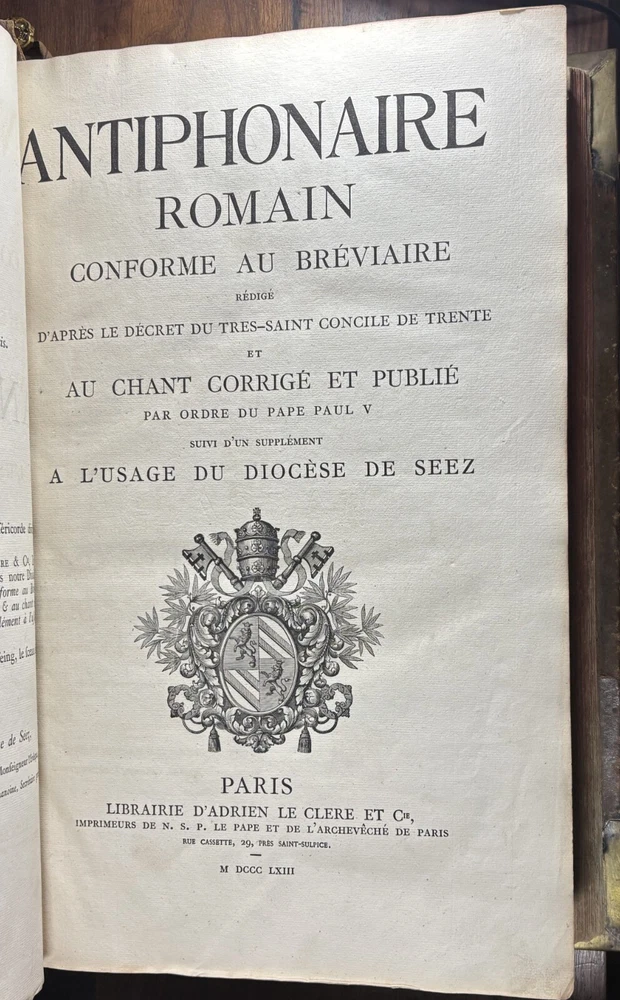 ANTIPHONAIRE
ROMAIN
CONFORME AU BRÉVIAIRE
RÉDIGÉ
D'APRÈS LE DÉCRET DU TRES-SAINT CONCILE DE TRENTE
ET
AU CHANT CORRIGÉ ET PUBLIÉ
PAR ORDRE DU PAPE PAUL V
SUIVI D'UN SUPPLÉMENT
A L'USAGE DU DIOCÈSE DE SEEZ
PARIS
LIBRAIRIE D'ADRIEN LE CLERE ET Cie,
IMPRIMEURS DE N. S. P. LE PAPE ET DE L'ARCHEVÊCHÉ DE PARIS
RUE CASSETTE, 29, PRÈS SAINT-SULPICE.
M DCCC LXIII